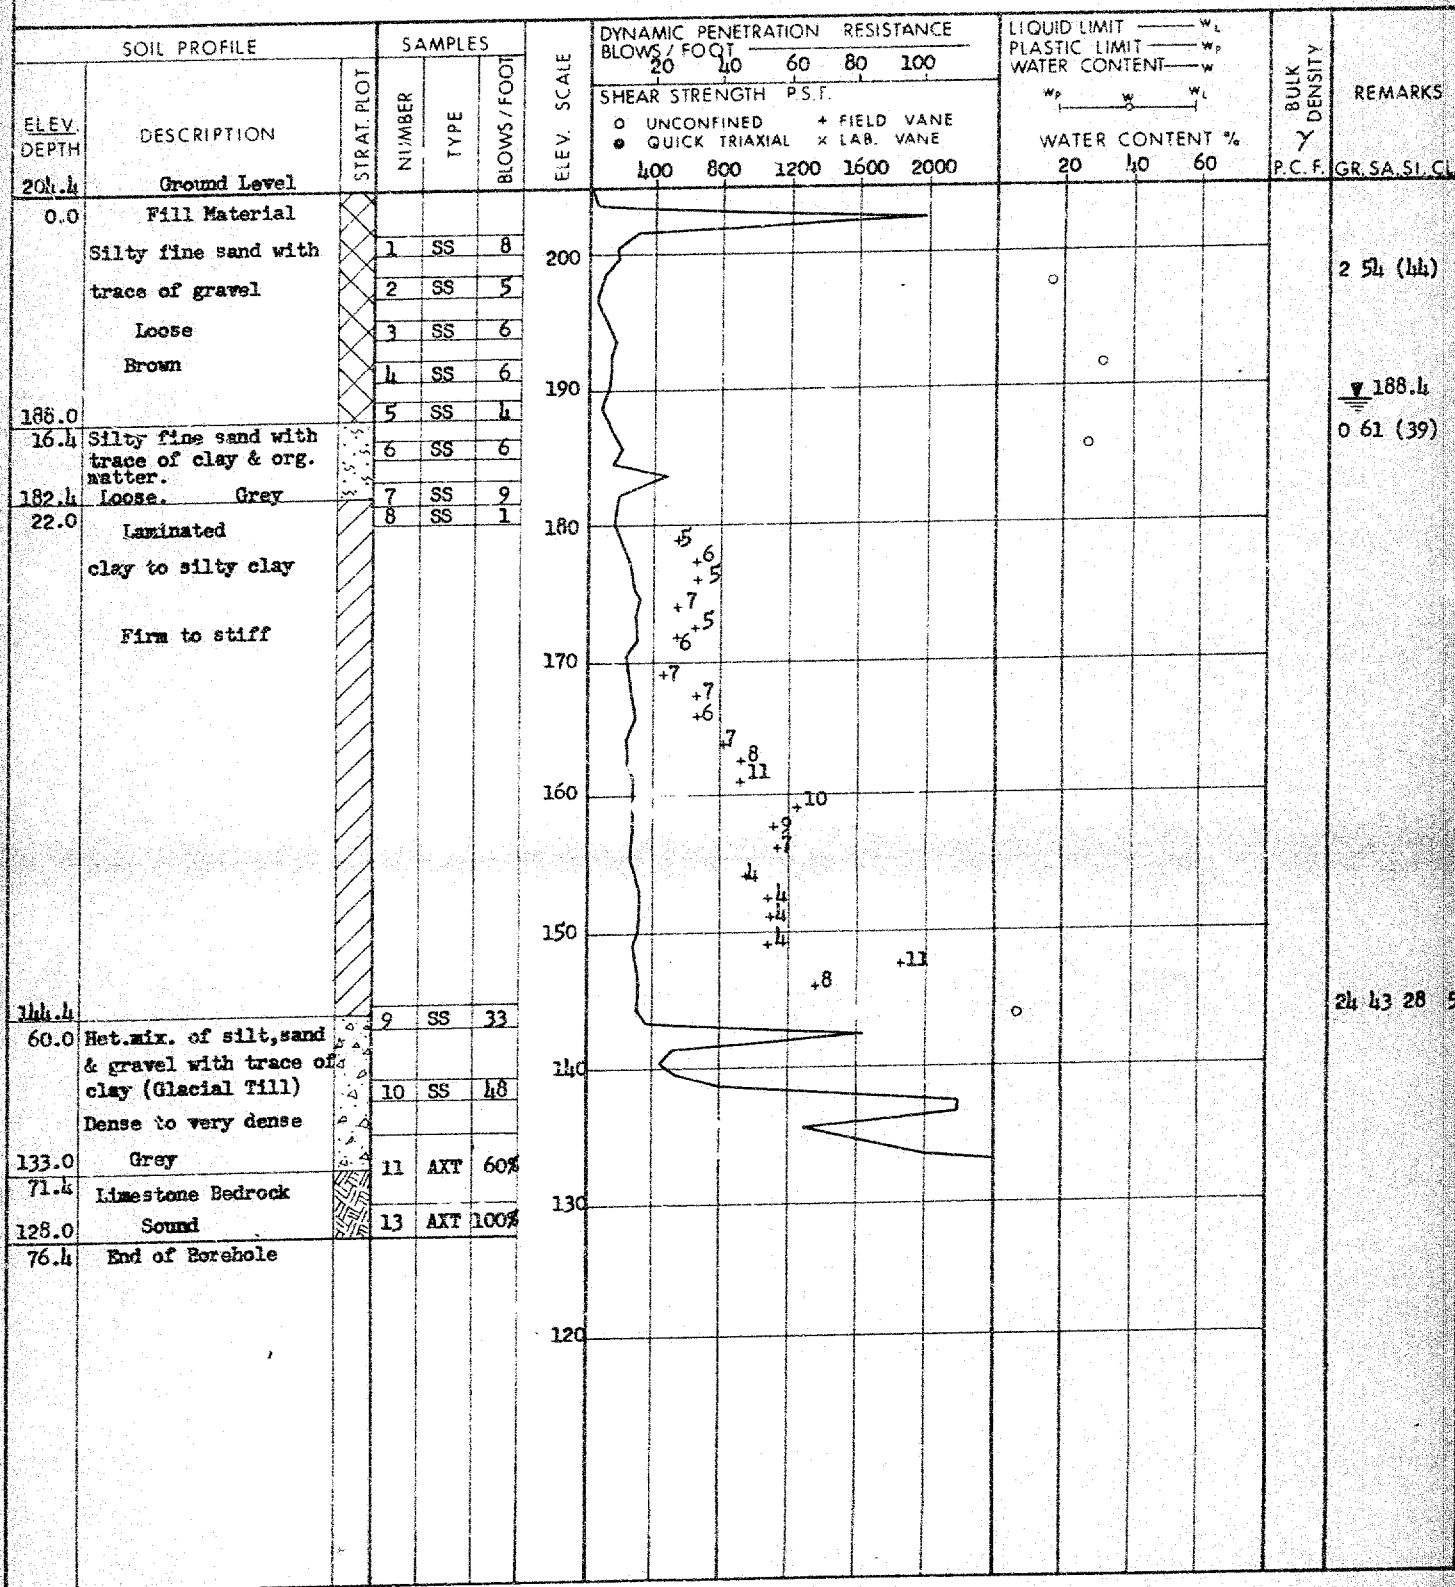 SOIL PROFILE
SAMPLES
ELEV. SCALE
DYNAMIC PENETRATION RESISTANCE
BLOWS / FOOT
20 40 60 80 100
SHEAR STRENGTH P.S.F.
o UNCONFINED + FIELD VANE
● QUICK TRIAXIAL × LAB. VANE
400 800 1200 1600 2000
LIQUID LIMIT ——— WL
PLASTIC LIMIT ——— WP
WATER CONTENT ——— W
WP W WL
WATER CONTENT %
20 40 60
BULK DENSITY
γ
P.C.F.
REMARKS
GR. SA. SI. CL
ELEV. DEPTH
DESCRIPTION
STRAT. PLOT
NUMBER
TYPE
BLOWS / FOOT
204.4 Ground Level
0.0 Fill Material
Silty fine sand with 1 SS 8
200
2 54 (44)
trace of gravel 2 SS 5
Loose 3 SS 6
Brown 4 SS 6
190
188.4
188.0 5 SS 4
16.4 Silty fine sand with
0 61 (39)
trace of clay & org. 6 SS 6
matter.
182.4 Loose. Grey 7 SS 9
22.0 8 SS 1
Laminated
180
+5
clay to silty clay
+6
+5
+7
Firm to stiff
+5
+6
170
+7
+7
+6
+7
+8
+11
160
+10
+9
+7
+4
+4
+4
150
+4
+11
+8
144.4 9 SS 33
24 43 28 5
60.0 Het.mix. of silt,sand
& gravel with trace of
140
clay (Glacial Till) 10 SS 48
Dense to very dense
133.0 Grey 11 AXT 60%
71.4 Limestone Bedrock
130
128.0 Sound 13 AXT 100%
76.4 End of Borehole
120